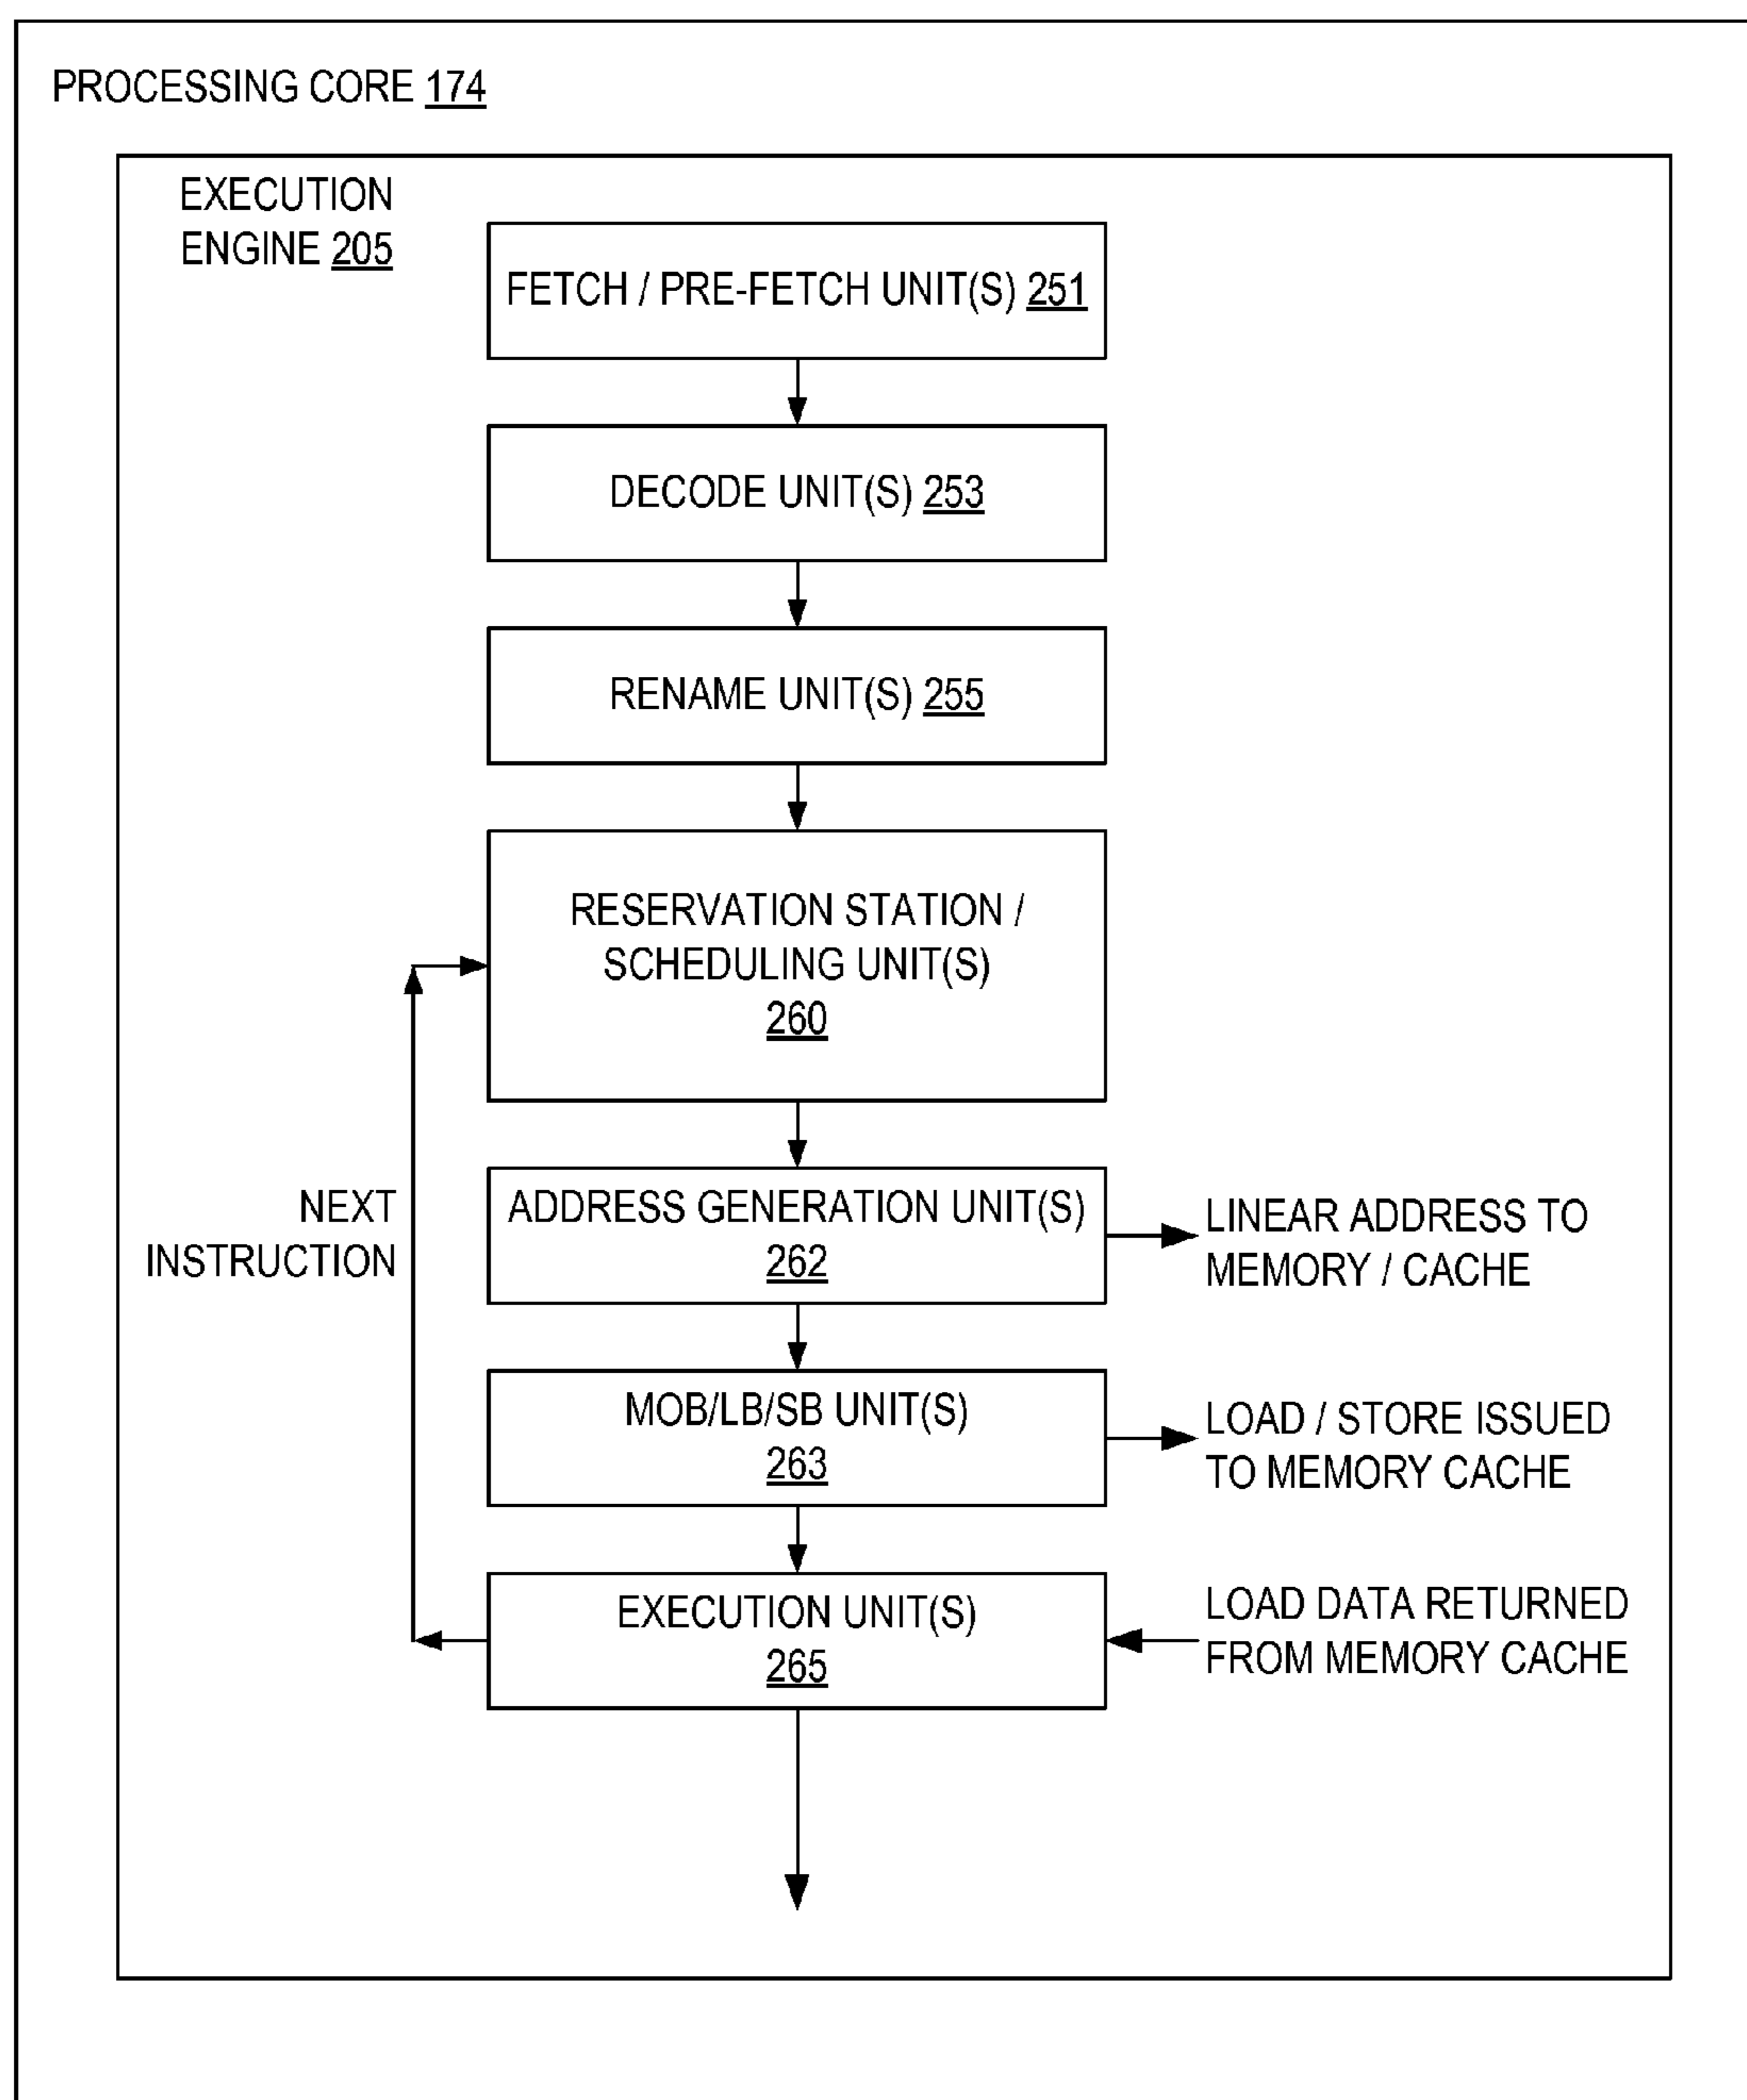 PROCESSING CORE 174
EXECUTION
ENGINE 205
FETCH / PRE-FETCH UNIT(S) 251
DECODE UNIT(S) 253
RENAME UNIT(S) 255
RESERVATION STATION /
SCHEDULING UNIT(S)
260
NEXT
INSTRUCTION
ADDRESS GENERATION UNIT(S)
262
LINEAR ADDRESS TO
MEMORY / CACHE
MOB/LB/SB UNIT(S)
263
LOAD / STORE ISSUED
TO MEMORY CACHE
EXECUTION UNIT(S)
265
LOAD DATA RETURNED
FROM MEMORY CACHE